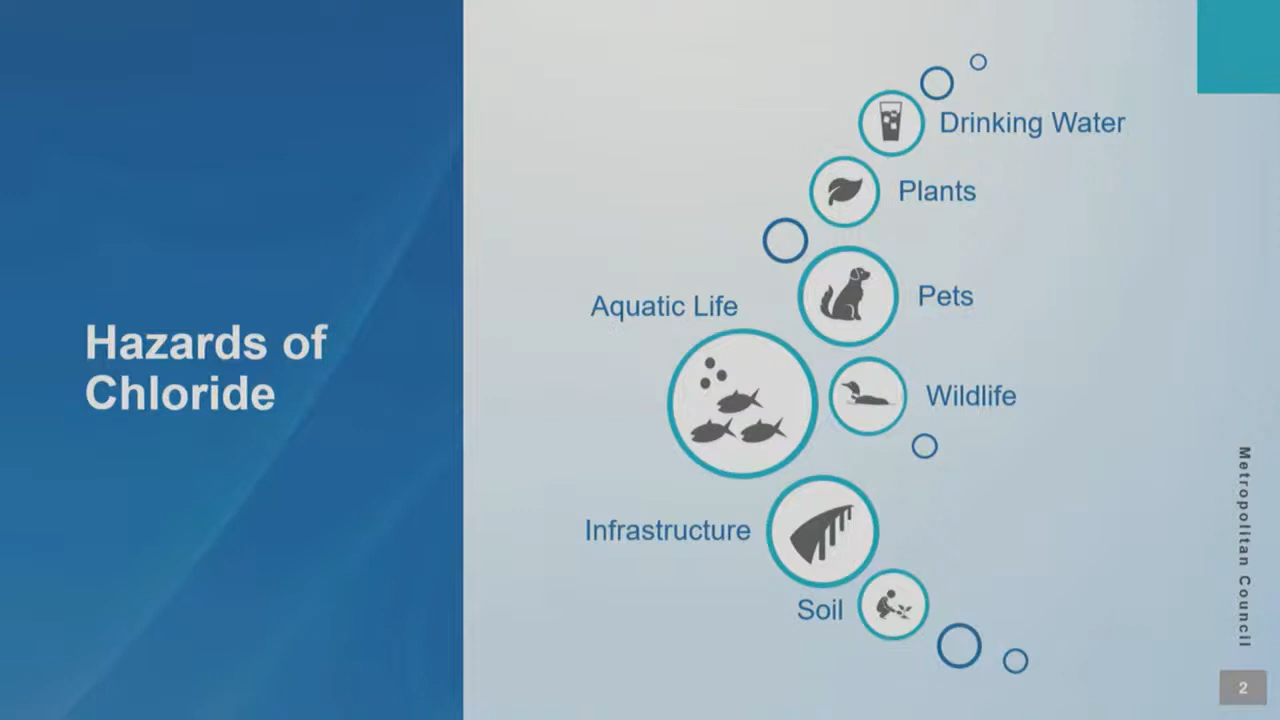 Hazards of
Chloride
Drinking Water
Plants
Pets
Aquatic Life
Wildlife
Infrastructure
Soil
Metropolitan Council
2